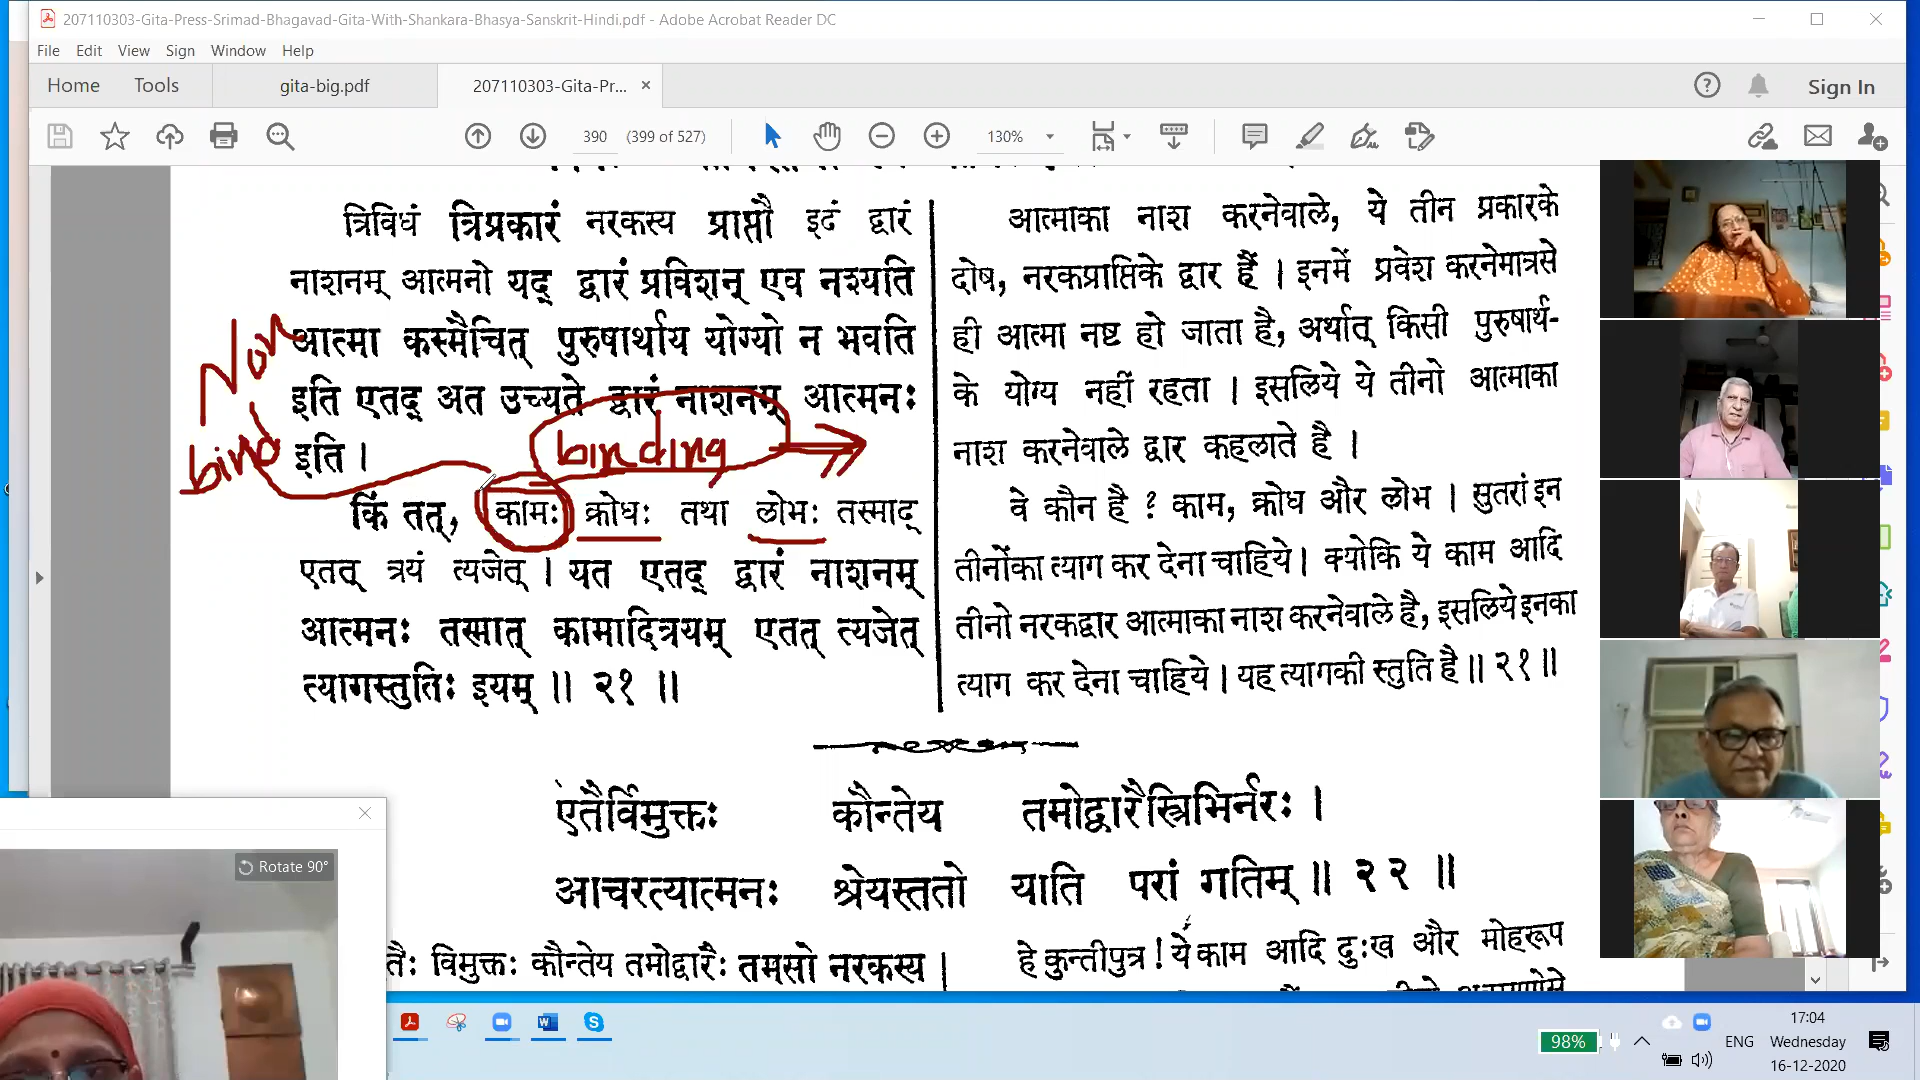 207110303-Gita-Press-Srimad-Bhagavad-Gita-With-Shankara-Bhasya-Sanskrit-Hindi.pdf - Adobe Acrobat Reader DC
File Edit View Sign Window Help
Home Tools gita-big.pdf 207110303-Gita-Pr... × Sign In
390 (399 of 527) 130%
त्रिविधं त्रिप्रकारं नरकस्य प्राप्तौ इदं द्वारं
नाशनम् आत्मनो यद् द्वारं प्रविशन् एव नश्यति
आत्मा कस्मैचित् पुरुषार्थाय योग्यो न भवति
इति एतद् अत उच्यते द्वारं नाशनम् आत्मनः
इति ।
Non
bind
binding
किं तत्, कामः क्रोधः तथा लोभः तस्माद्
एतत् त्रयं त्यजेत् । यत एतद् द्वारं नाशनम्
आत्मनः तस्मात् कामादित्रयम् एतत् त्यजेत्
त्यागस्तुतिः इयम् ॥ २१ ॥
आत्माका नाश करनेवाले, ये तीन प्रकारके
दोष, नरकप्राप्तिके द्वार हैं । इनमें प्रवेश करनेमात्रसे
ही आत्मा नष्ट हो जाता है, अर्थात् किसी पुरुषार्थ-
के योग्य नहीं रहता । इसलिये ये तीनो आत्माका
नाश करनेवाले द्वार कहलाते है ।
वे कौन है ? काम, क्रोध और लोभ । सुतरां इन
तीनोंका त्याग कर देना चाहिये । क्योकि ये काम आदि
तीनो नरकद्वार आत्माका नाश करनेवाले है, इसलिये इनका
त्याग कर देना चाहिये । यह त्यागकी स्तुति है ॥ २१ ॥
एतैर्विमुक्तः कौन्तेय तमोद्वारैस्त्रिभिर्नरः ।
आचरत्यात्मनः श्रेयस्ततो याति परां गतिम् ॥ २२ ॥
विमुक्तः कौन्तेय तमोद्वारैः तमसो नरकस्य
हे कुन्तीपुत्र ! ये काम आदि दुःख और मोहरूप
Rotate 90°
98%
ENG
17:04
Wednesday
16-12-2020